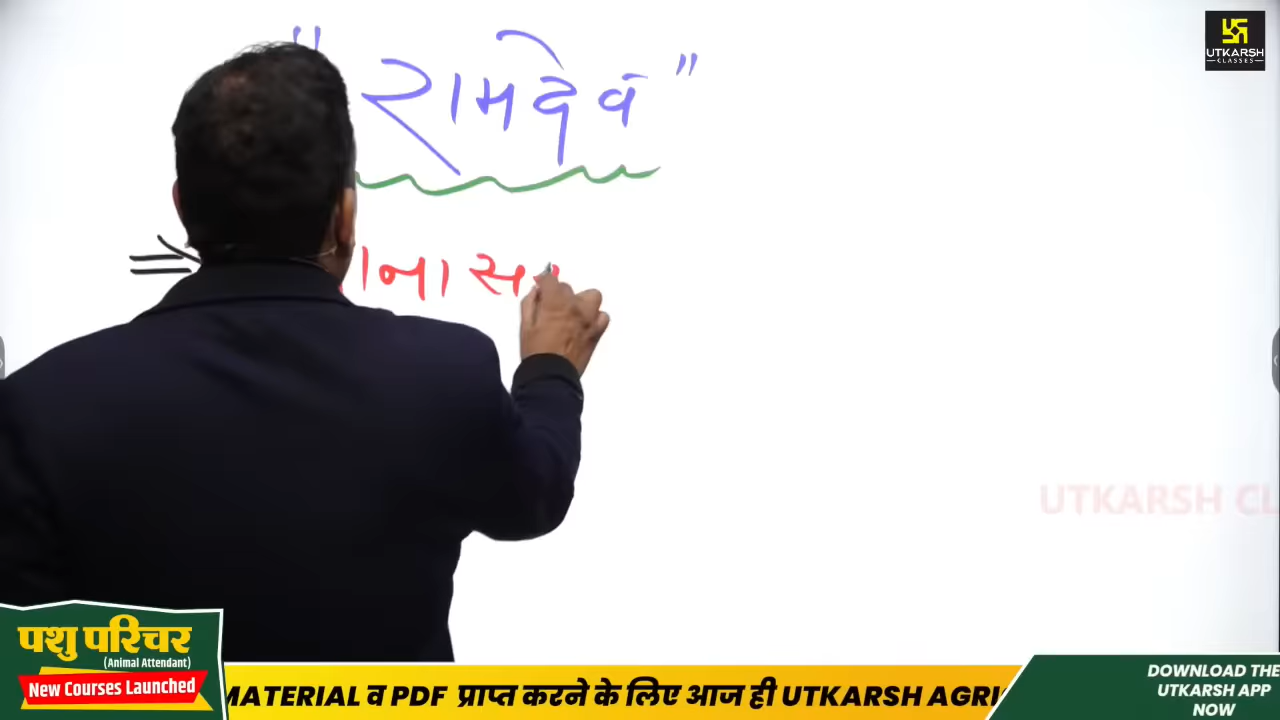 UTKARSH
CLASSES
"रामदेव"
UTKARSH CL
पशु परिचर
(Animal Attendant)
New Courses Launched
MATERIAL व PDF प्राप्त करने के लिए आज ही UTKARSH AGRI
DOWNLOAD THE
UTKARSH APP
NOW